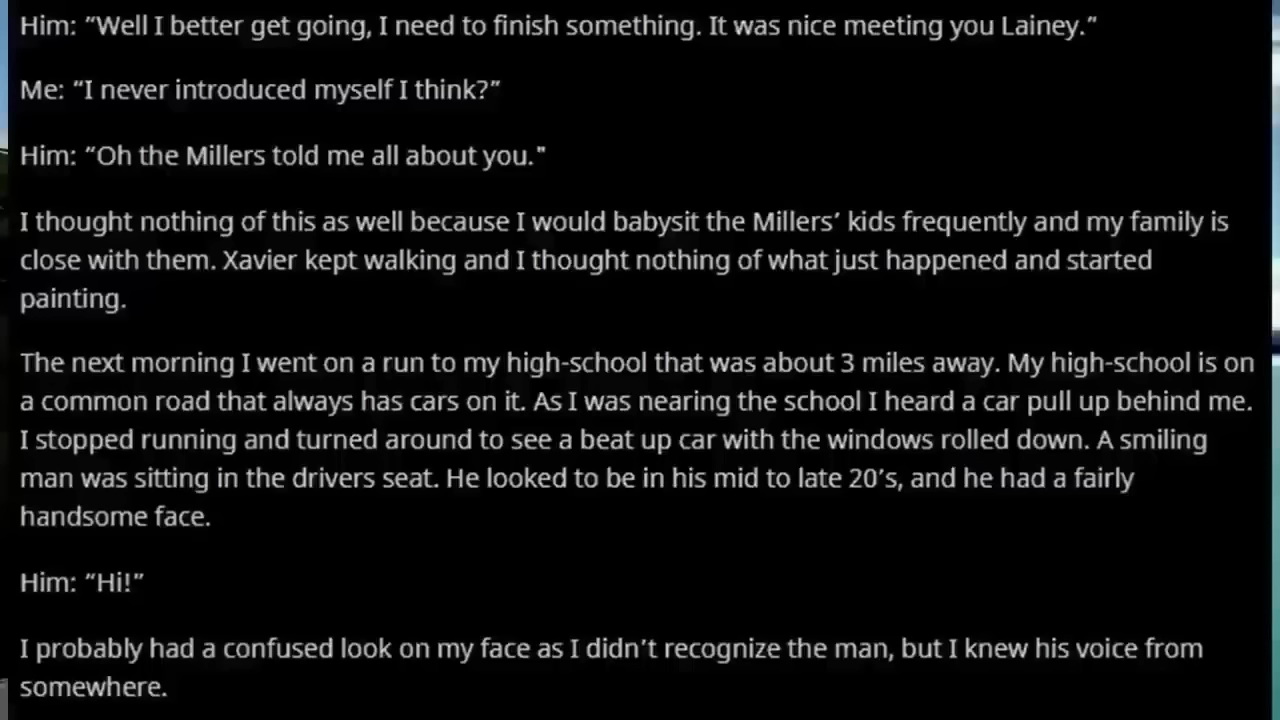 Him: “Well I better get going, I need to finish something. It was nice meeting you Lainey.”
Me: “I never introduced myself I think?”
Him: “Oh the Millers told me all about you."
I thought nothing of this as well because I would babysit the Millers’ kids frequently and my family is
close with them. Xavier kept walking and I thought nothing of what just happened and started
painting.
The next morning I went on a run to my high-school that was about 3 miles away. My high-school is on
a common road that always has cars on it. As I was nearing the school I heard a car pull up behind me.
I stopped running and turned around to see a beat up car with the windows rolled down. A smiling
man was sitting in the drivers seat. He looked to be in his mid to late 20’s, and he had a fairly
handsome face.
Him: “Hi!”
I probably had a confused look on my face as I didn’t recognize the man, but I knew his voice from
somewhere.